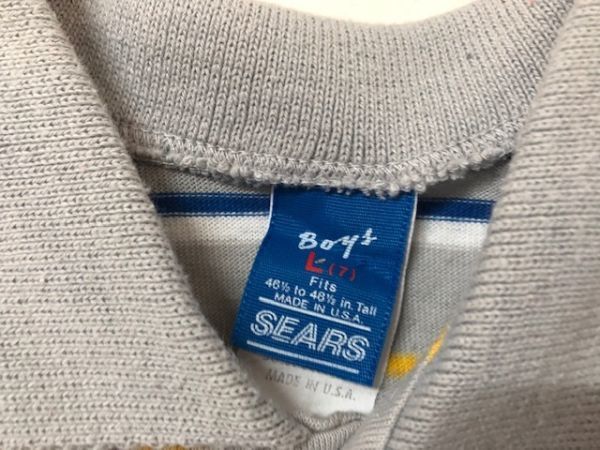 Boy's
L (7)
Fits
46½ to 48½ in. Tall
MADE IN U.S.A.
SEARS
MADE IN U.S.A.